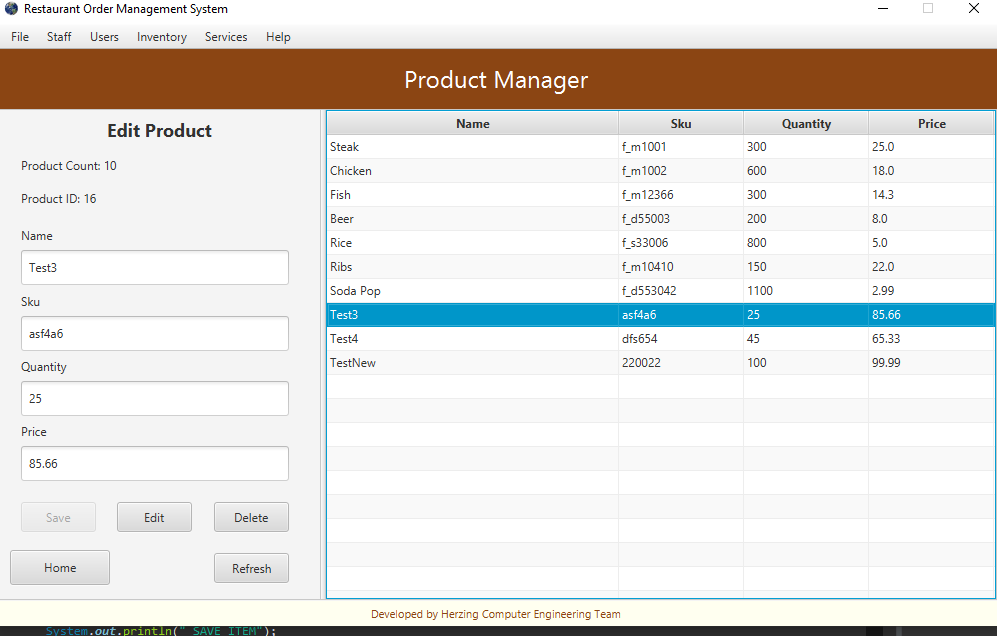 Restaurant Order Management System
File Staff Users Inventory Services Help
Product Manager
Edit Product
Product Count: 10
Product ID: 16
Name
Test3
Sku
asf4a6
Quantity
25
Price
85.66
Save Edit Delete
Home Refresh
Name Sku Quantity Price
Steak f_m1001 300 25.0
Chicken f_m1002 600 18.0
Fish f_m12366 300 14.3
Beer f_d55003 200 8.0
Rice f_s33006 800 5.0
Ribs f_m10410 150 22.0
Soda Pop f_d553042 1100 2.99
Test3 asf4a6 25 85.66
Test4 dfs654 45 65.33
TestNew 220022 100 99.99
Developed by Herzing Computer Engineering Team
System.out.println(" SAVE ITEM");